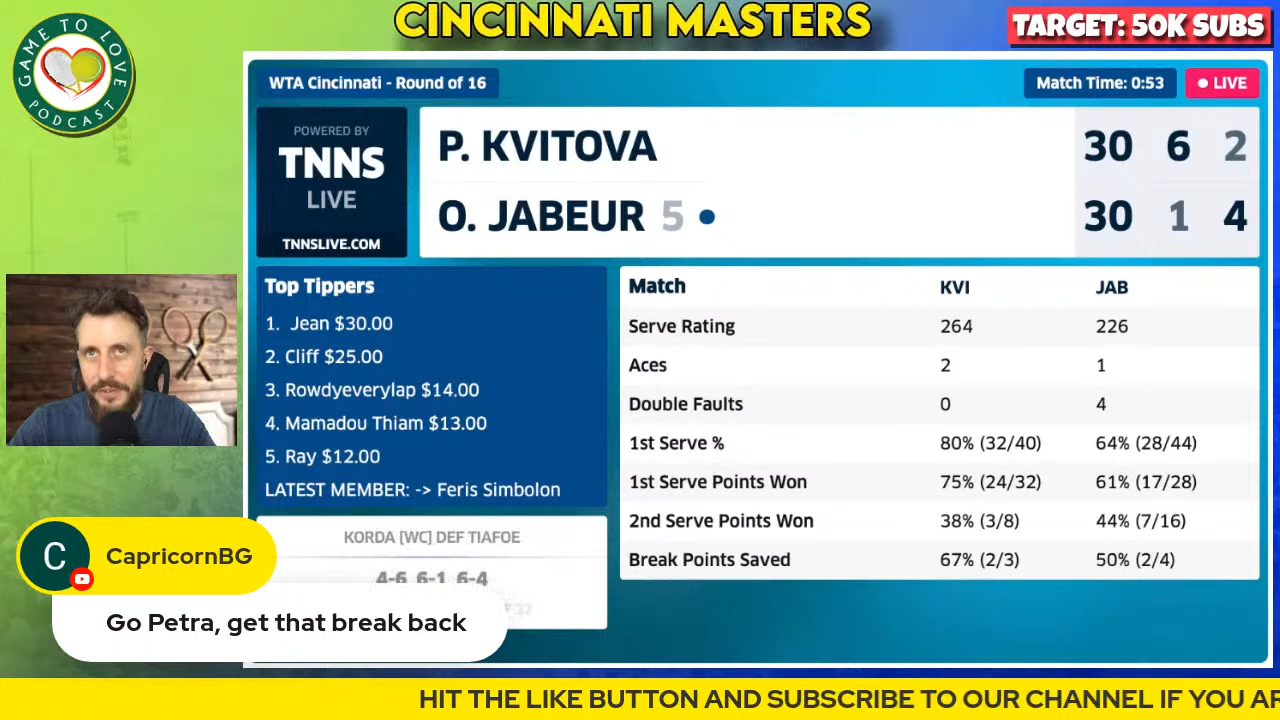 GAME TO LOVE
PODCAST
CINCINNATI MASTERS
TARGET: 50K SUBS
WTA Cincinnati - Round of 16
Match Time: 0:53
LIVE
POWERED BY
TNNS
LIVE
TNNSLIVE.COM
P. KVITOVA 30 6 2
O. JABEUR 5 30 1 4
Top Tippers
1. Jean $30.00
2. Cliff $25.00
3. Rowdyeverylap $14.00
4. Mamadou Thiam $13.00
5. Ray $12.00
LATEST MEMBER: -> Feris Simbolon
KORDA [WC] DEF TIAFOE
4-6 6-1 6-4
Match KVI JAB
Serve Rating 264 226
Aces 2 1
Double Faults 0 4
1st Serve % 80% (32/40) 64% (28/44)
1st Serve Points Won 75% (24/32) 61% (17/28)
2nd Serve Points Won 38% (3/8) 44% (7/16)
Break Points Saved 67% (2/3) 50% (2/4)
C
CapricornBG
Go Petra, get that break back
HIT THE LIKE BUTTON AND SUBSCRIBE TO OUR CHANNEL IF YOU